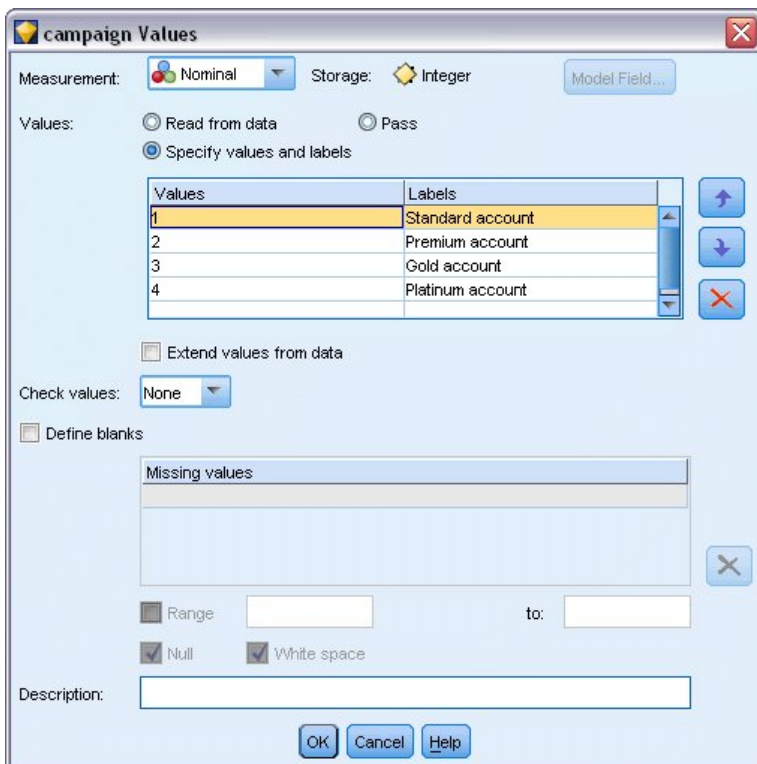 campaign Values
Measurement: Nominal Storage: Integer Model Field...
Values: Read from data Pass
Specify values and labels
Values Labels
1 Standard account
2 Premium account
3 Gold account
4 Platinum account
Extend values from data
Check values: None
Define blanks
Missing values
Range to:
Null White space
Description:
OK Cancel Help